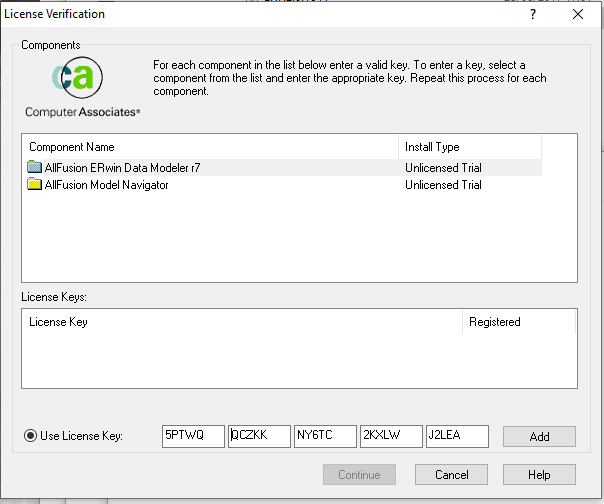 License Verification
?
Components
ca
Computer Associates®
For each component in the list below enter a valid key. To enter a key, select a
component from the list and enter the appropriate key. Repeat this process for each
component.
Component Name Install Type
AllFusion ERwin Data Modeler r7 Unlicensed Trial
AllFusion Model Navigator Unlicensed Trial
License Keys:
License Key Registered
Use License Key: 5PTWQ QCZKK NY6TC 2KXLW J2LEA Add
Continue Cancel Help